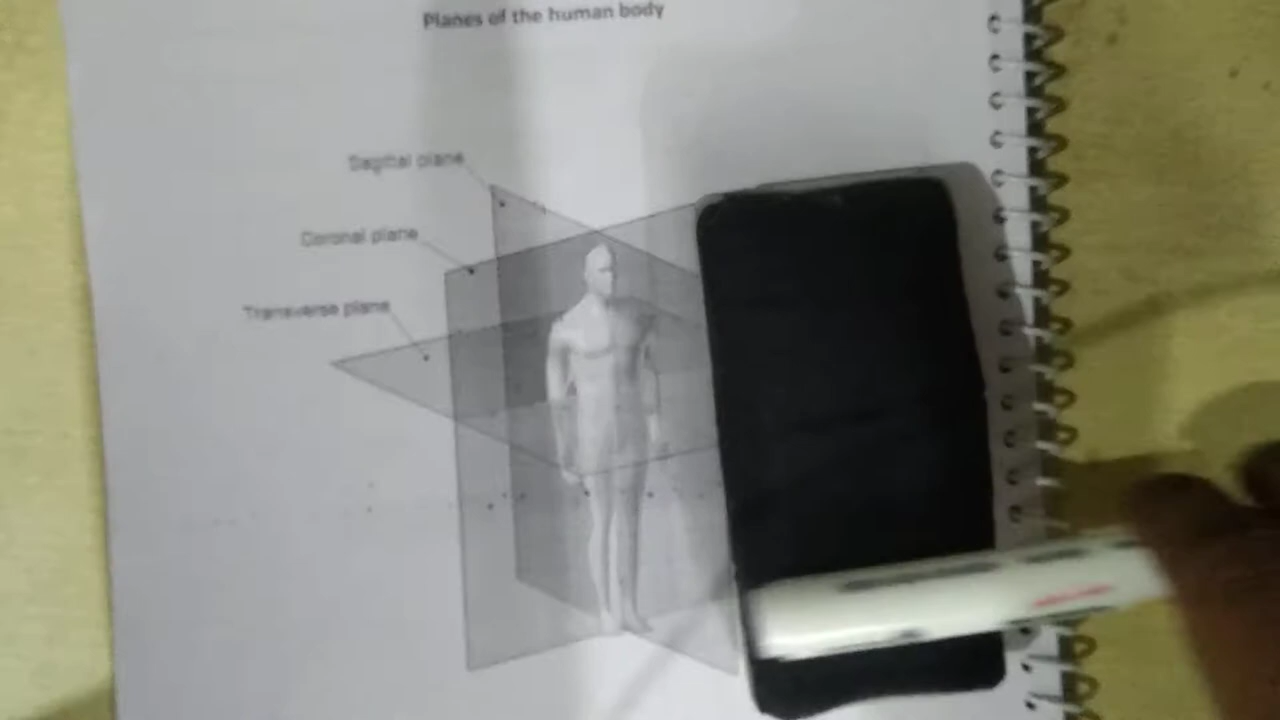 Planes of the human body
Sagittal plane
Coronal plane
Transverse plane